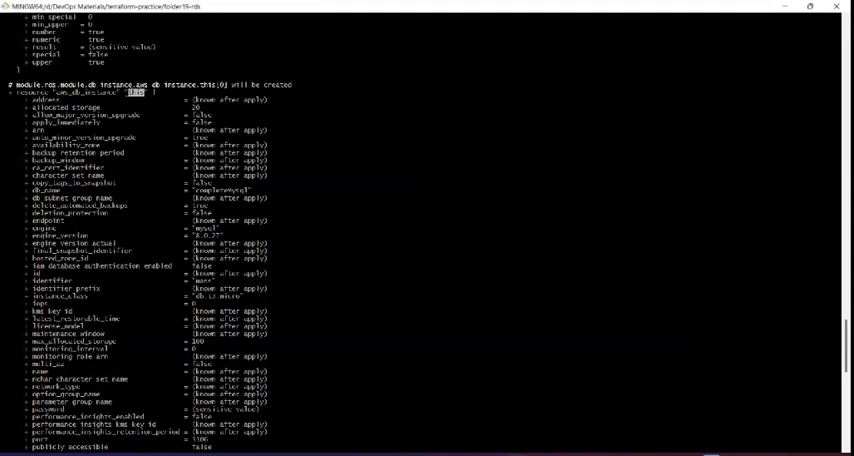 MINGW64:/d/DevOps Materials/terraform-practice/folder19-rds
+ min_special = 0
+ min_upper = 0
+ number = true
+ numeric = true
+ result = (sensitive value)
+ special = false
+ upper = true
}
# module.rds.module.db_instance.aws_db_instance.this[0] will be created
+ resource "aws_db_instance" "this" {
+ address = (known after apply)
+ allocated_storage = 20
+ allow_major_version_upgrade = false
+ apply_immediately = false
+ arn = (known after apply)
+ auto_minor_version_upgrade = true
+ availability_zone = (known after apply)
+ backup_retention_period = (known after apply)
+ backup_window = (known after apply)
+ ca_cert_identifier = (known after apply)
+ character_set_name = (known after apply)
+ copy_tags_to_snapshot = false
+ db_name = "completeMysql"
+ db_subnet_group_name = (known after apply)
+ delete_automated_backups = true
+ deletion_protection = false
+ endpoint = (known after apply)
+ engine = "mysql"
+ engine_version = "8.0.27"
+ engine_version_actual = (known after apply)
+ final_snapshot_identifier = (known after apply)
+ hosted_zone_id = (known after apply)
+ iam_database_authentication_enabled = false
+ id = (known after apply)
+ identifier =
+ identifier_prefix = (known after apply)
+ instance_class = "db.t3.micro"
+ iops = 0
+ kms_key_id = (known after apply)
+ latest_restorable_time = (known after apply)
+ license_model = (known after apply)
+ maintenance_window = (known after apply)
+ max_allocated_storage = 100
+ monitoring_interval = 0
+ monitoring_role_arn = (known after apply)
+ multi_az = false
+ name = (known after apply)
+ nchar_character_set_name = (known after apply)
+ network_type = (known after apply)
+ option_group_name = (known after apply)
+ parameter_group_name = (known after apply)
+ password = (sensitive value)
+ performance_insights_enabled = false
+ performance_insights_kms_key_id = (known after apply)
+ performance_insights_retention_period = (known after apply)
+ port = 3306
+ publicly_accessible = false